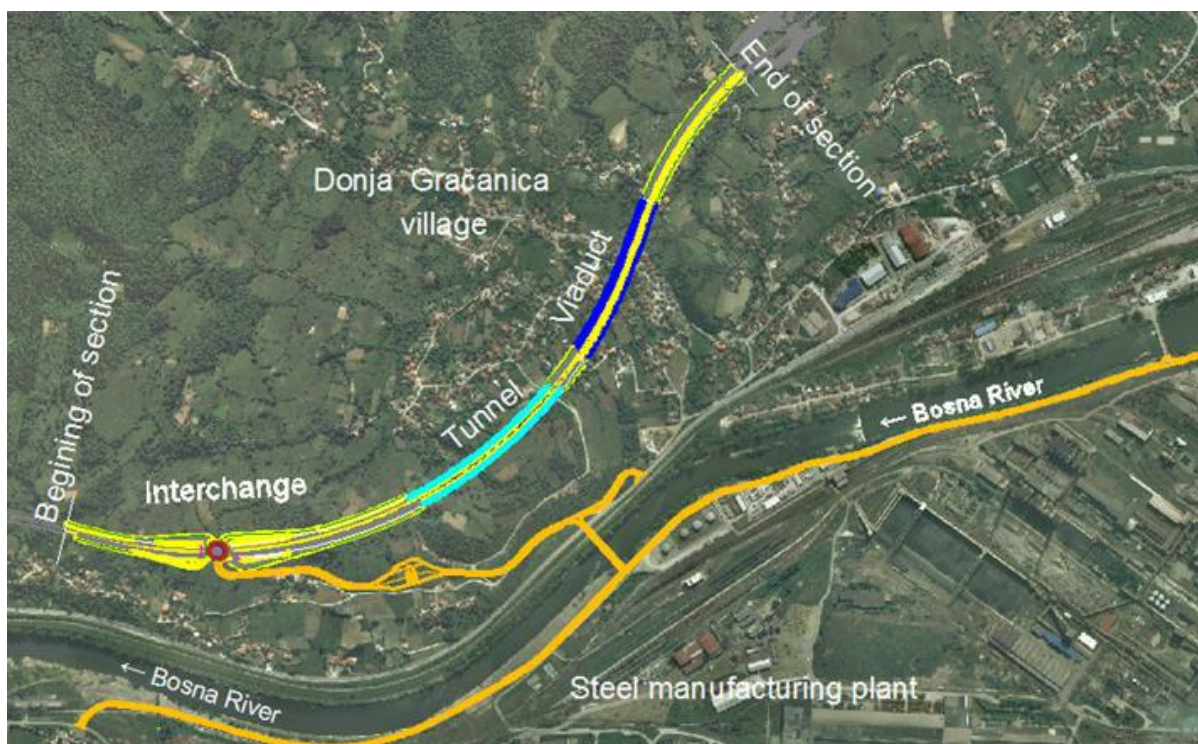 End of section
Donja Gračanica
village
Viaduct
Begining of section
Tunnel
← Bosna River
Interchange
← Bosna River
Steel manufacturing plant